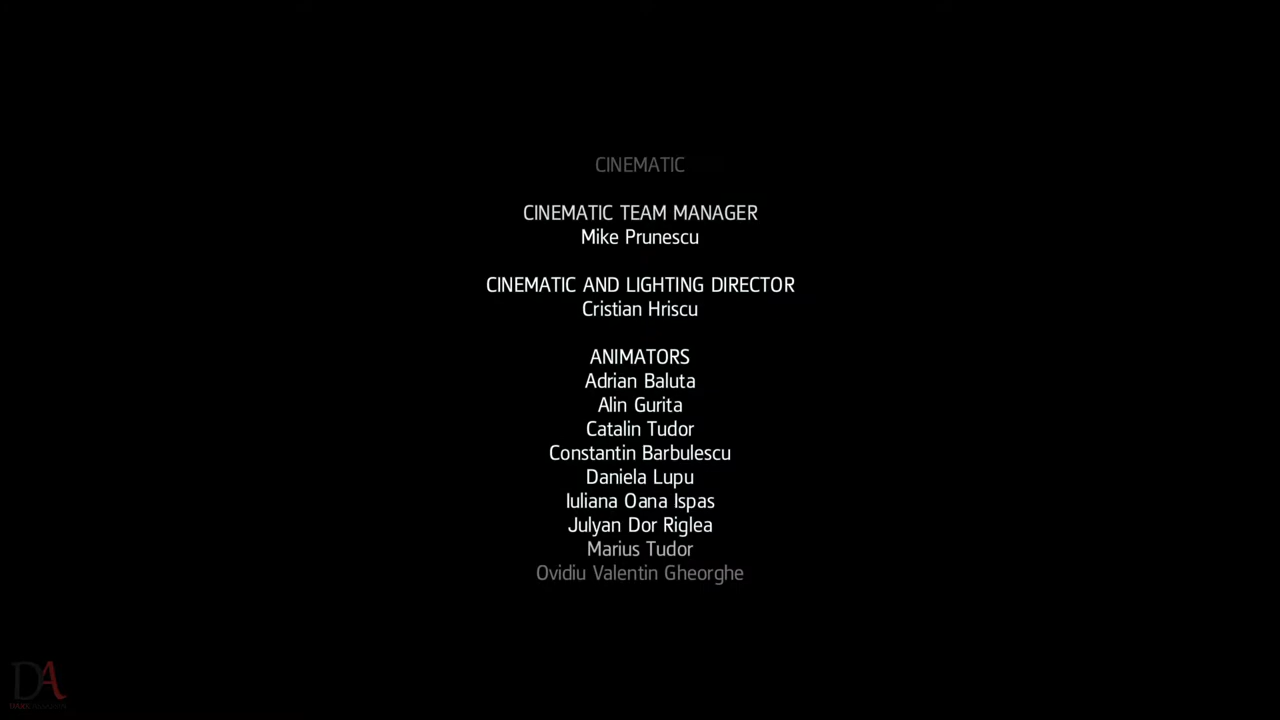 CINEMATIC
CINEMATIC TEAM MANAGER
Mike Prunescu
CINEMATIC AND LIGHTING DIRECTOR
Cristian Hriscu
ANIMATORS
Adrian Baluta
Alin Gurita
Catalin Tudor
Constantin Barbulescu
Daniela Lupu
Iuliana Oana Ispas
Julyan Dor Riglea
Marius Tudor
Ovidiu Valentin Gheorghe
DA